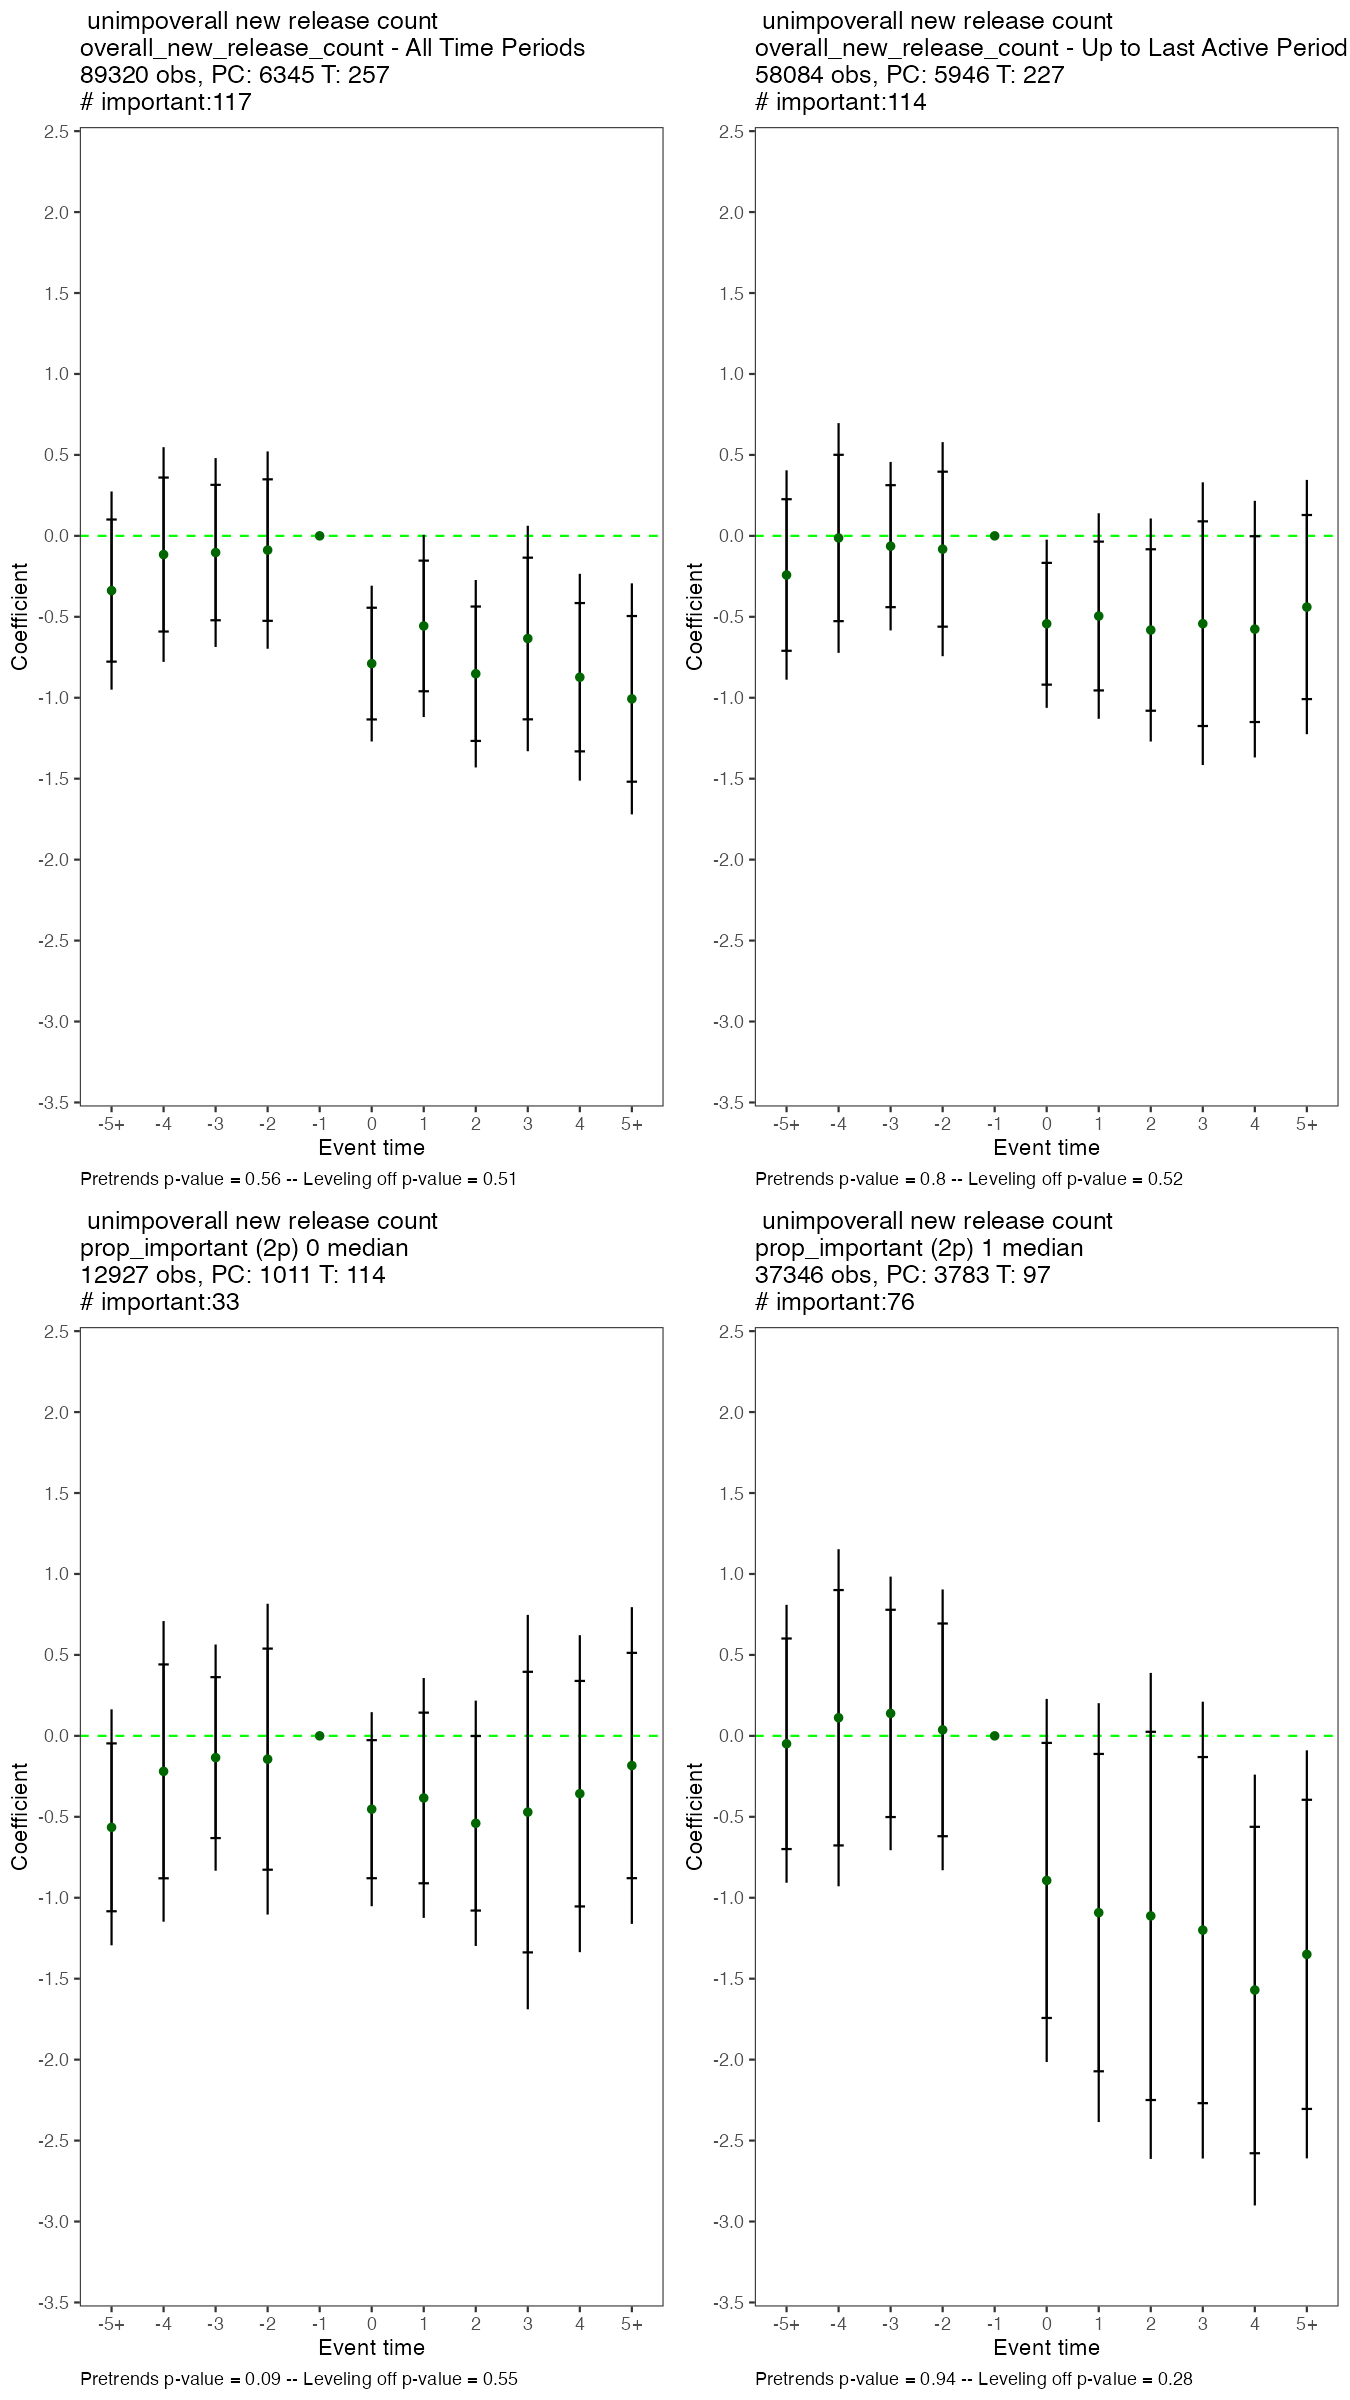 unimpoverall new release count
overall_new_release_count - All Time Periods
89320 obs, PC: 6345 T: 257
# important:117
2.5
2.0
1.5
1.0
0.5
0.0
-0.5
-1.0
-1.5
-2.0
-2.5
-3.0
-3.5
Coefficient
-5+ -4 -3 -2 -1 0 1 2 3 4 5+
Event time
Pretrends p-value = 0.56 -- Leveling off p-value = 0.51
unimpoverall new release count
overall_new_release_count - Up to Last Active Period
58084 obs, PC: 5946 T: 227
# important:114
2.5
2.0
1.5
1.0
0.5
0.0
-0.5
-1.0
-1.5
-2.0
-2.5
-3.0
-3.5
Coefficient
-5+ -4 -3 -2 -1 0 1 2 3 4 5+
Event time
Pretrends p-value = 0.8 -- Leveling off p-value = 0.52
unimpoverall new release count
prop_important (2p) 0 median
12927 obs, PC: 1011 T: 114
# important:33
2.5
2.0
1.5
1.0
0.5
0.0
-0.5
-1.0
-1.5
-2.0
-2.5
-3.0
-3.5
Coefficient
-5+ -4 -3 -2 -1 0 1 2 3 4 5+
Event time
Pretrends p-value = 0.09 -- Leveling off p-value = 0.55
unimpoverall new release count
prop_important (2p) 1 median
37346 obs, PC: 3783 T: 97
# important:76
2.5
2.0
1.5
1.0
0.5
0.0
-0.5
-1.0
-1.5
-2.0
-2.5
-3.0
-3.5
Coefficient
-5+ -4 -3 -2 -1 0 1 2 3 4 5+
Event time
Pretrends p-value = 0.94 -- Leveling off p-value = 0.28